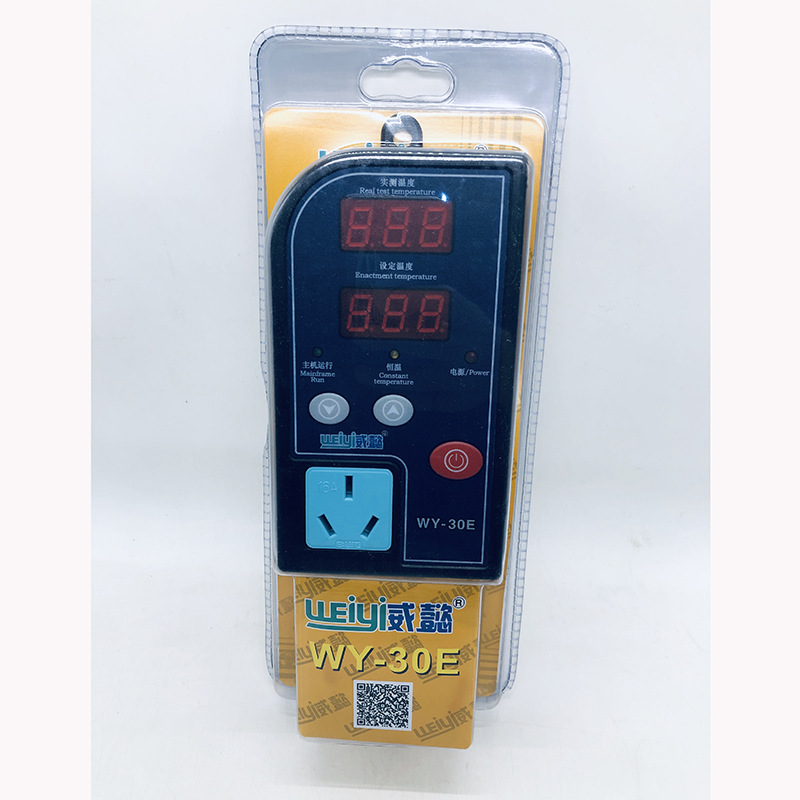 实测温度
Real test temperature
888
设定温度
Enactment temperature
888
主机运行
Mainframe
Run
恒温
Constant
temperature
电源/Power
WEIYI威懿®
16A
WY-30E
WEIYI威懿®
WY-30E